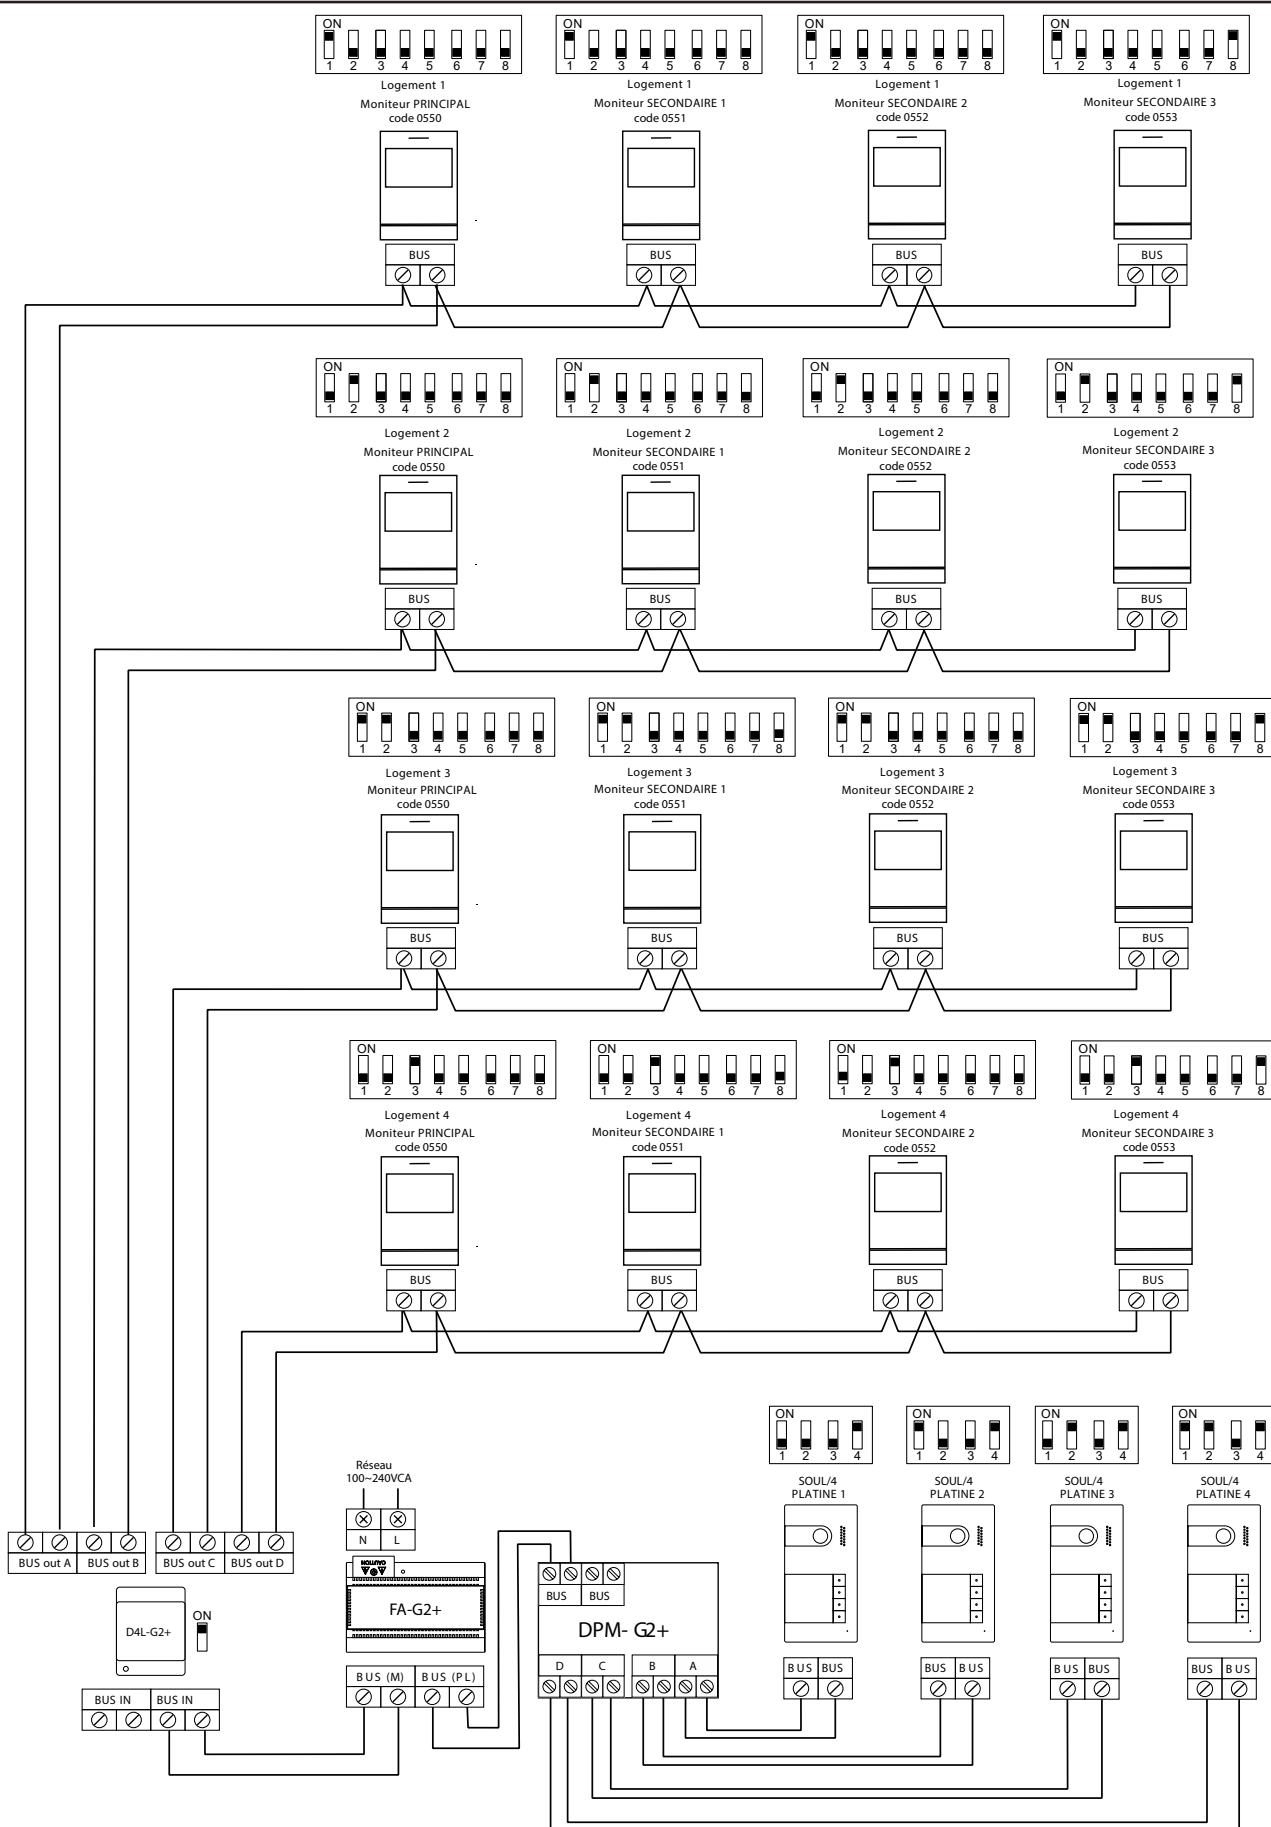 ON ON ON ON
1 2 3 4 5 6 7 8 1 2 3 4 5 6 7 8 1 2 3 4 5 6 7 8 1 2 3 4 5 6 7 8
Logement 1 Logement 1 Logement 1 Logement 1
Moniteur PRINCIPAL Moniteur SECONDAIRE 1 Moniteur SECONDAIRE 2 Moniteur SECONDAIRE 3
code 0550 code 0551 code 0552 code 0553
BUS BUS BUS BUS
ON ON ON ON
1 2 3 4 5 6 7 8 1 2 3 4 5 6 7 8 1 2 3 4 5 6 7 8 1 2 3 4 5 6 7 8
Logement 2 Logement 2 Logement 2 Logement 2
Moniteur PRINCIPAL Moniteur SECONDAIRE 1 Moniteur SECONDAIRE 2 Moniteur SECONDAIRE 3
code 0550 code 0551 code 0552 code 0553
BUS BUS BUS BUS
ON ON ON ON
1 2 3 4 5 6 7 8 1 2 3 4 5 6 7 8 1 2 3 4 5 6 7 8 1 2 3 4 5 6 7 8
Logement 3 Logement 3 Logement 3 Logement 3
Moniteur PRINCIPAL Moniteur SECONDAIRE 1 Moniteur SECONDAIRE 2 Moniteur SECONDAIRE 3
code 0550 code 0551 code 0552 code 0553
BUS BUS BUS BUS
ON ON ON ON
1 2 3 4 5 6 7 8 1 2 3 4 5 6 7 8 1 2 3 4 5 6 7 8 1 2 3 4 5 6 7 8
Logement 4 Logement 4 Logement 4 Logement 4
Moniteur PRINCIPAL Moniteur SECONDAIRE 1 Moniteur SECONDAIRE 2 Moniteur SECONDAIRE 3
code 0550 code 0551 code 0552 code 0553
BUS BUS BUS BUS
ON ON ON ON
1 2 3 4 1 2 3 4 1 2 3 4 1 2 3 4
Réseau
100~240VCA
SOUL/4 SOUL/4 SOUL/4 SOUL/4
PLATINE 1 PLATINE 2 PLATINE 3 PLATINE 4
N L
BUS out A BUS out B BUS out C BUS out D
CAUTION
BUS BUS
FA-G2+
ON
D4L-G2+
DPM- G2+
D C B A
BUS BUS BUS BUS BUS BUS BUS BUS
BUS (M) BUS (PL)
BUS IN BUS IN